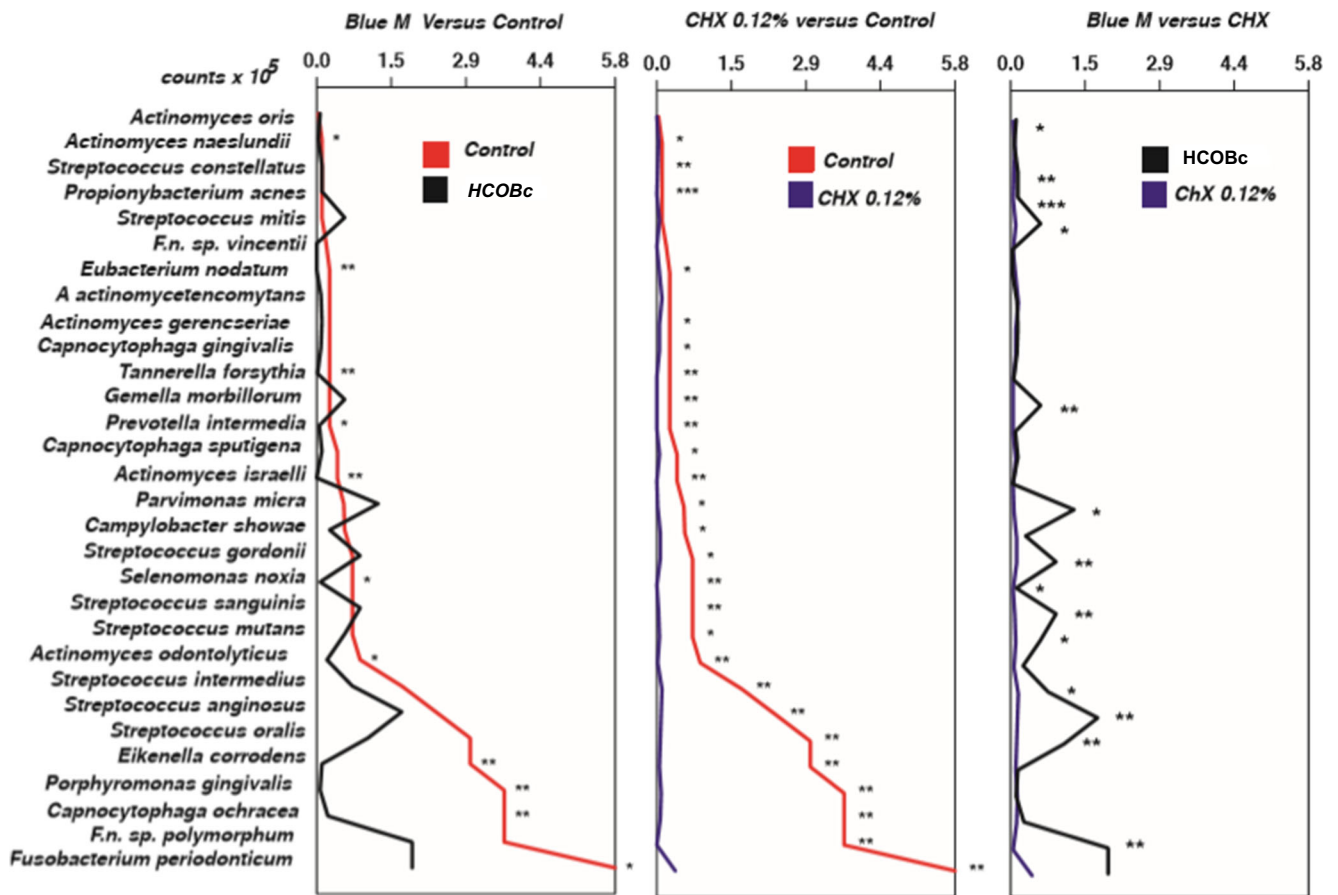 Blue M Versus Control
CHX 0.12% versus Control
Blue M versus CHX
counts x 10^5
0.0 1.5 2.9 4.4 5.8
0.0 1.5 2.9 4.4 5.8
0.0 1.5 2.9 4.4 5.8
Actinomyces oris
Actinomyces naeslundii
Streptococcus constellatus
Propionybacterium acnes
Streptococcus mitis
F.n. sp. vincentii
Eubacterium nodatum
A actinomycetencomytans
Actinomyces gerencseriae
Capnocytophaga gingivalis
Tannerella forsythia
Gemella morbillorum
Prevotella intermedia
Capnocytophaga sputigena
Actinomyces israelli
Parvimonas micra
Campylobacter showae
Streptococcus gordonii
Selenomonas noxia
Streptococcus sanguinis
Streptococcus mutans
Actinomyces odontolyticus
Streptococcus intermedius
Streptococcus anginosus
Streptococcus oralis
Eikenella corrodens
Porphyromonas gingivalis
Capnocytophaga ochracea
F.n. sp. polymorphum
Fusobacterium periodonticum
Control
HCOBc
*
**
**
*
**
*
*
**
**
**
*
Control
CHX 0.12%
*
**
***
*
*
*
**
**
**
*
**
*
*
*
**
**
*
**
**
**
**
**
**
**
**
**
HCOBc
ChX 0.12%
*
**
***
*
**
*
**
*
**
*
*
**
**
**